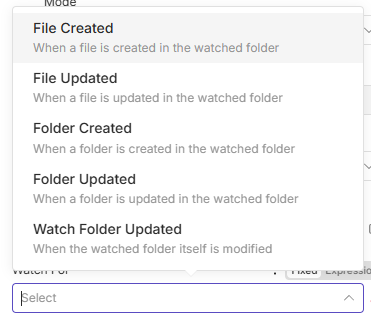 Mode
File Created
When a file is created in the watched folder
File Updated
When a file is updated in the watched folder
Folder Created
When a folder is created in the watched folder
Folder Updated
When a folder is updated in the watched folder
Watch Folder Updated
When the watched folder itself is modified
Watch For
Fixed Expressio
Select